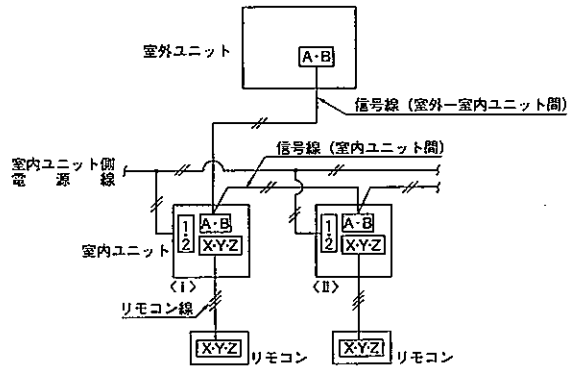 室外ユニット
A・B
信号線（室外ー室内ユニット間）
信号線（室内ユニット間）
室内ユニット側
電源線
1・2
A・B
X・Y・Z
1・2
A・B
X・Y・Z
室内ユニット
〈Ⅰ〉
〈Ⅱ〉
リモコン線
X・Y・Z
リモコン
X・Y・Z
リモコン